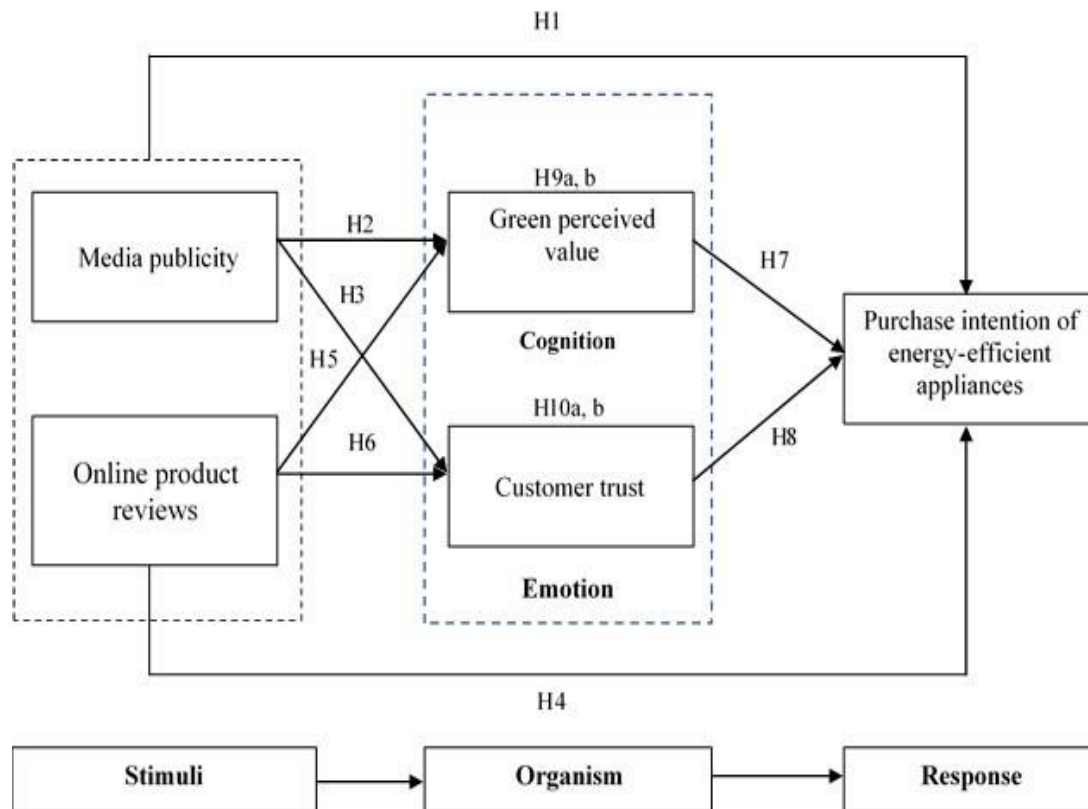 H1
H9a, b
Media publicity
H2
Green perceived
value
H7
H3
Cognition
Purchase intention of
energy-efficient
appliances
H5
H10a, b
Online product
reviews
H6
Customer trust
H8
Emotion
H4
Stimuli
Organism
Response